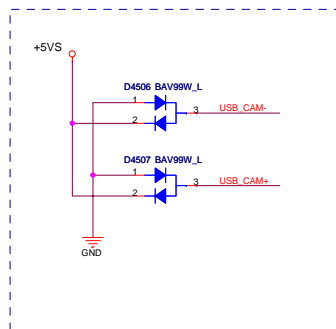 +5VS
D4506 BAV99W_L
1
2
3
USB_CAM-
D4507 BAV99W_L
1
2
3
USB_CAM+
GND